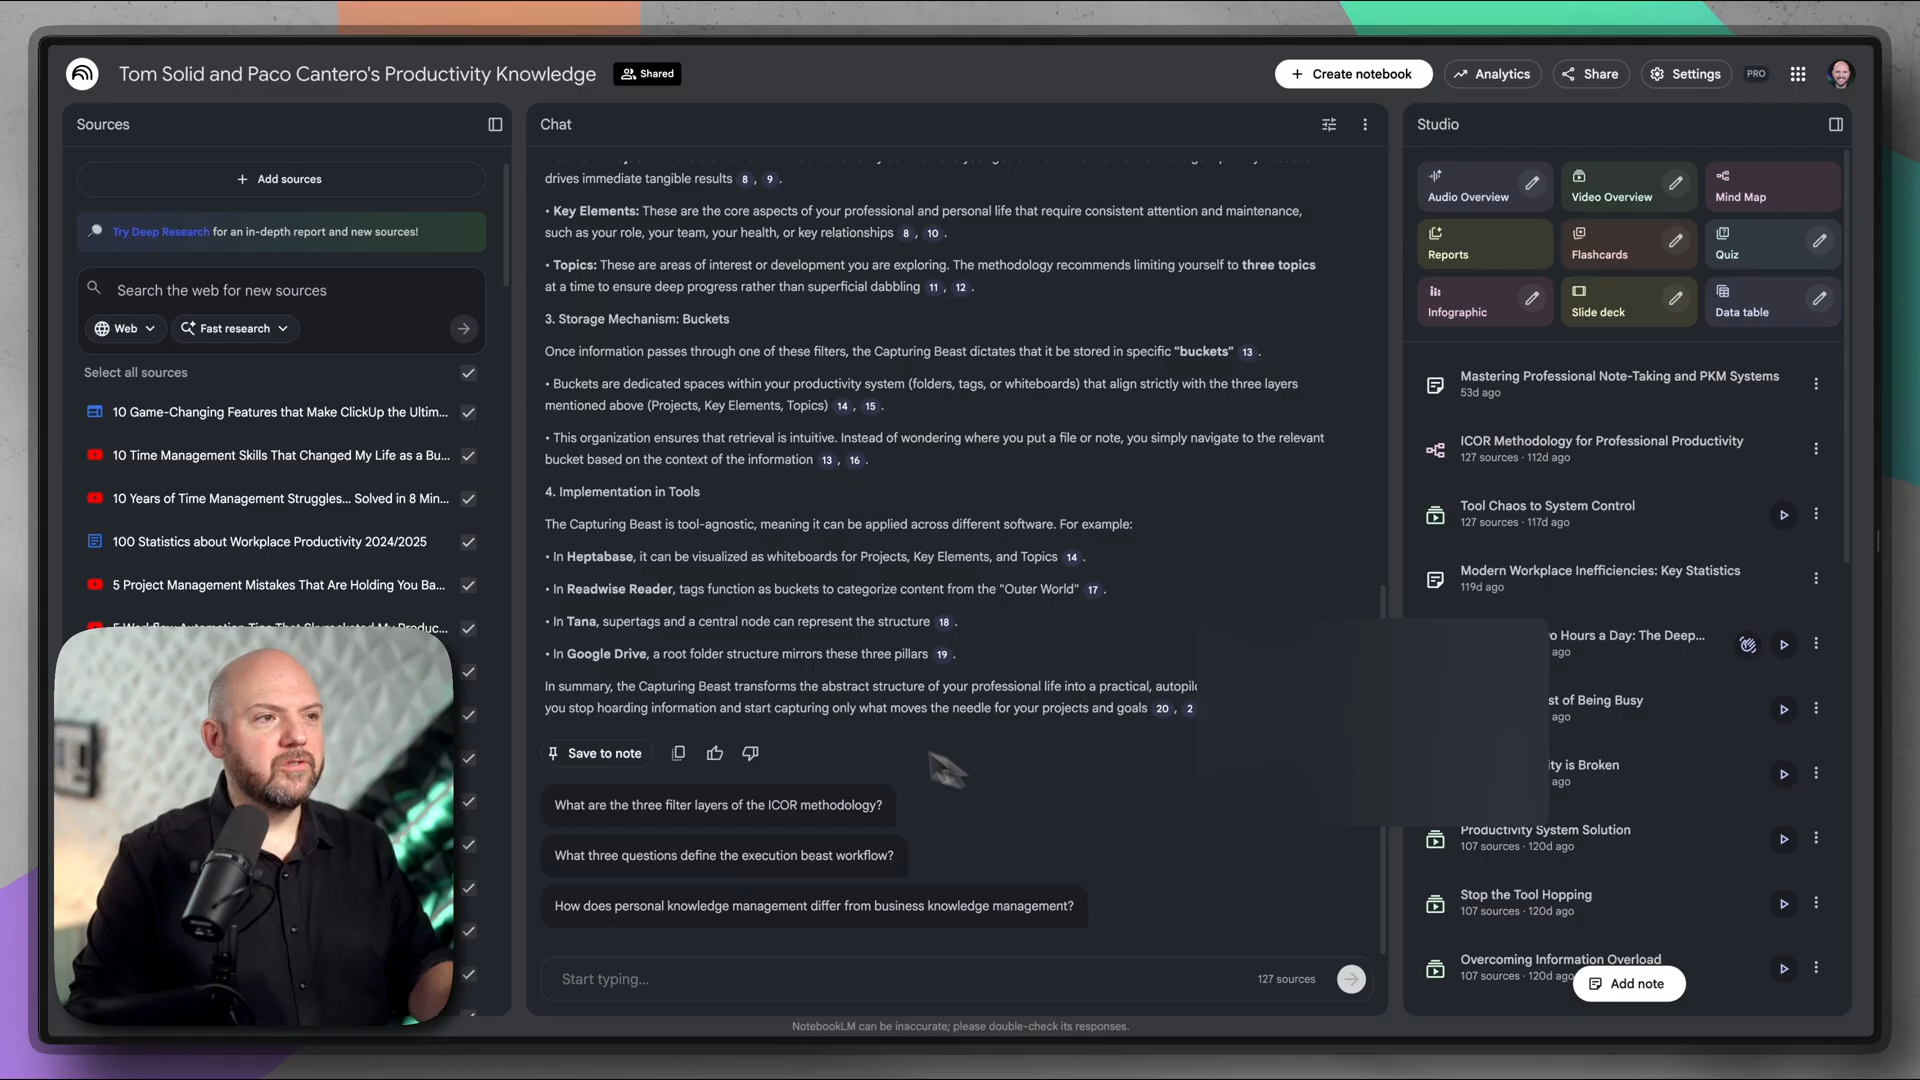 Tom Solid and Paco Cantero's Productivity Knowledge
Shared
Create notebook
Analytics
Share
Settings
PRO
Sources
Add sources
Try Deep Research for an in-depth report and new sources!
Search the web for new sources
Web
Fast research
Select all sources
10 Game-Changing Features that Make ClickUp the Ultim...
10 Time Management Skills That Changed My Life as a Bu...
10 Years of Time Management Struggles... Solved in 8 Min...
100 Statistics about Workplace Productivity 2024/2025
5 Project Management Mistakes That Are Holding You Ba...
5 Workflow Automation Tips That Skyrocketed My Produc...
Chat
drives immediate tangible results 8, 9.
• Key Elements: These are the core aspects of your professional and personal life that require consistent attention and maintenance,
such as your role, your team, your health, or key relationships 8, 10.
• Topics: These are areas of interest or development you are exploring. The methodology recommends limiting yourself to three topics
at a time to ensure deep progress rather than superficial dabbling 11, 12.
3. Storage Mechanism: Buckets
Once information passes through one of these filters, the Capturing Beast dictates that it be stored in specific "buckets" 13.
• Buckets are dedicated spaces within your productivity system (folders, tags, or whiteboards) that align strictly with the three layers
mentioned above (Projects, Key Elements, Topics) 14, 15.
• This organization ensures that retrieval is intuitive. Instead of wondering where you put a file or note, you simply navigate to the relevant
bucket based on the context of the information 13, 16.
4. Implementation in Tools
The Capturing Beast is tool-agnostic, meaning it can be applied across different software. For example:
• In Heptabase, it can be visualized as whiteboards for Projects, Key Elements, and Topics 14.
• In Readwise Reader, tags function as buckets to categorize content from the "Outer World" 17.
• In Tana, supertags and a central node can represent the structure 18.
• In Google Drive, a root folder structure mirrors these three pillars 19.
In summary, the Capturing Beast transforms the abstract structure of your professional life into a practical, autopilo
you stop hoarding information and start capturing only what moves the needle for your projects and goals 20, 2
Save to note
What are the three filter layers of the ICOR methodology?
What three questions define the execution beast workflow?
How does personal knowledge management differ from business knowledge management?
Start typing...
127 sources
NotebookLM can be inaccurate; please double-check its responses.
Studio
Audio Overview
Video Overview
Mind Map
Reports
Flashcards
Quiz
Infographic
Slide deck
Data table
Mastering Professional Note-Taking and PKM Systems
53d ago
ICOR Methodology for Professional Productivity
127 sources · 112d ago
Tool Chaos to System Control
127 sources · 117d ago
Modern Workplace Inefficiencies: Key Statistics
119d ago
o Hours a Day: The Deep...
ago
st of Being Busy
ago
ity is Broken
ago
Productivity System Solution
107 sources · 120d ago
Stop the Tool Hopping
107 sources · 120d ago
Overcoming Information Overload
107 sources · 120d ago
Add note